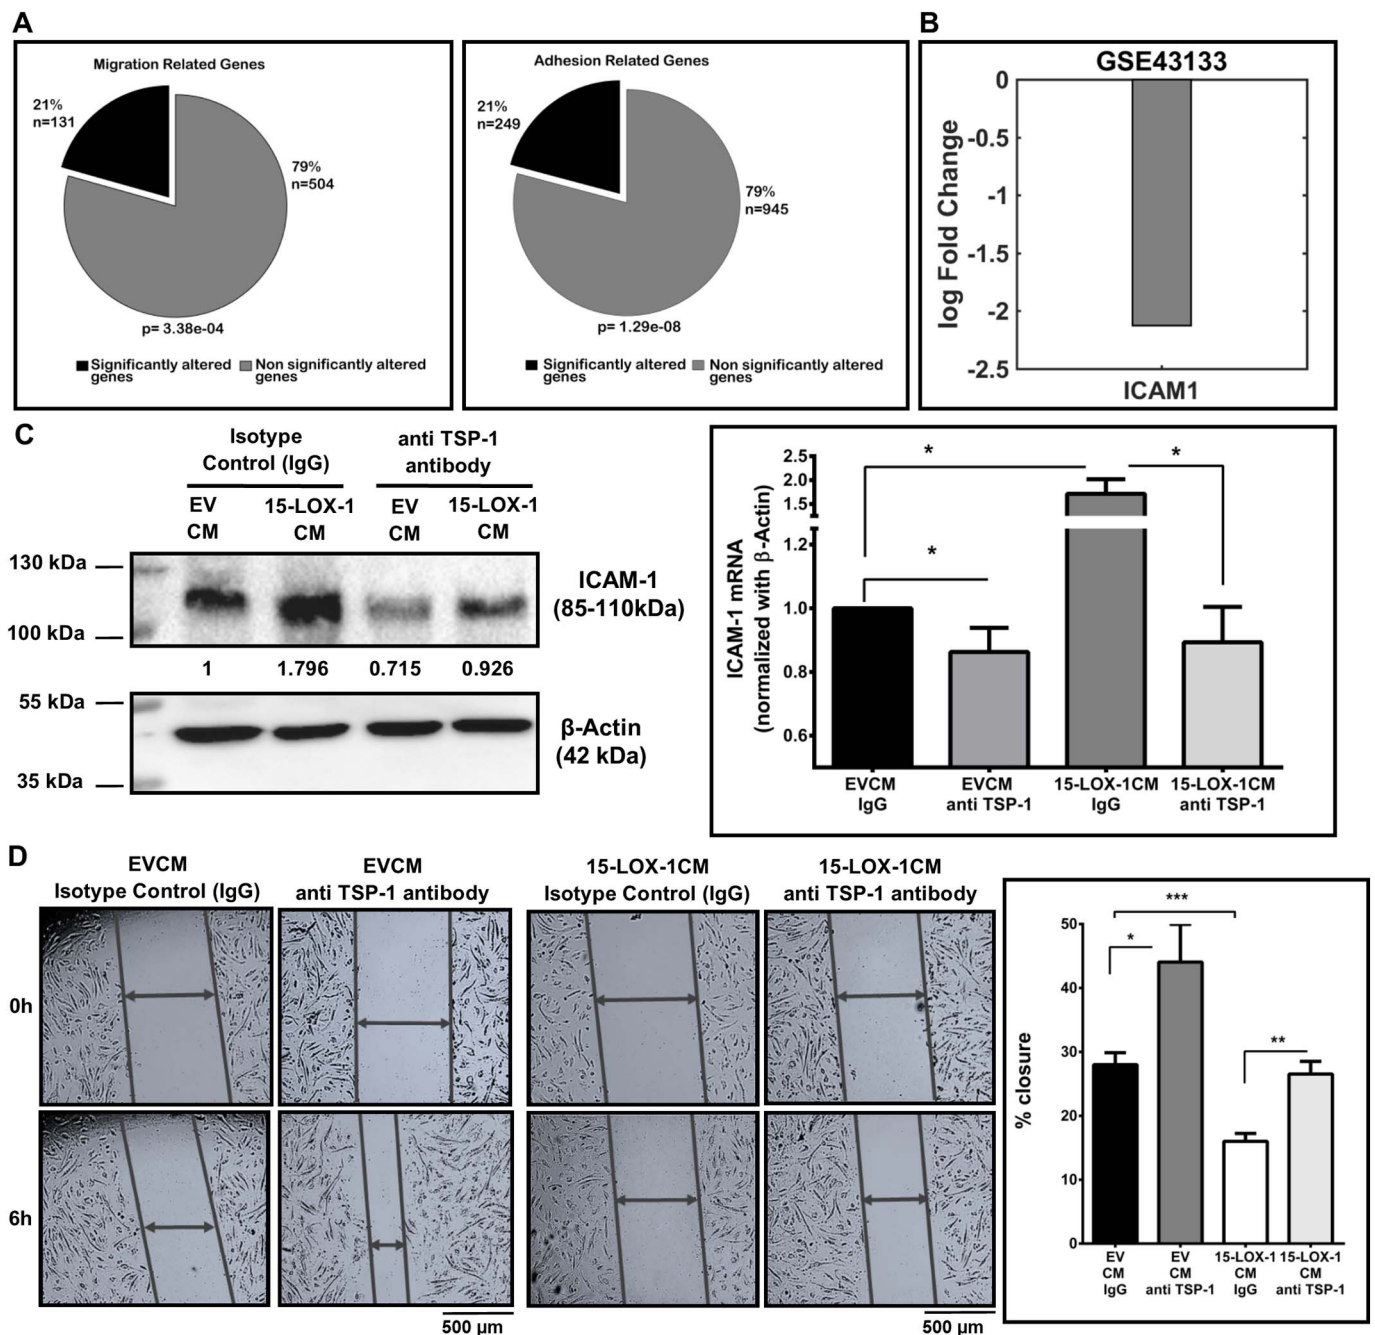 A
Migration Related Genes
21%
n=131
79%
n=504
p= 3.38e-04
Significantly altered
genes
Non significantly altered
genes
Adhesion Related Genes
21%
n=249
79%
n=945
p= 1.29e-08
Significantly altered
genes
Non significantly altered
genes
B
GSE43133
log Fold Change
0
-0.5
-1
-1.5
-2
-2.5
ICAM1
C
Isotype
Control (IgG)
anti TSP-1
antibody
EV
CM
15-LOX-1
CM
EV
CM
15-LOX-1
CM
130 kDa
100 kDa
ICAM-1
(85-110kDa)
1 1.796 0.715 0.926
55 kDa
35 kDa
β-Actin
(42 kDa)
ICAM-1 mRNA
(normalized with β-Actin)
2.5
2.0
1.5
1.2
1.0
0.8
0.6
*
*
*
EVCM
IgG
EVCM
anti TSP-1
15-LOX-1CM
IgG
15-LOX-1CM
anti TSP-1
D
EVCM
Isotype Control (IgG)
EVCM
anti TSP-1 antibody
15-LOX-1CM
Isotype Control (IgG)
15-LOX-1CM
anti TSP-1 antibody
0h
6h
500 µm
500 µm
% closure
50
40
30
20
10
0
***
*
**
EV
CM
IgG
EV
CM
anti TSP-1
15-LOX-1
CM
IgG
15-LOX-1
CM
anti TSP-1